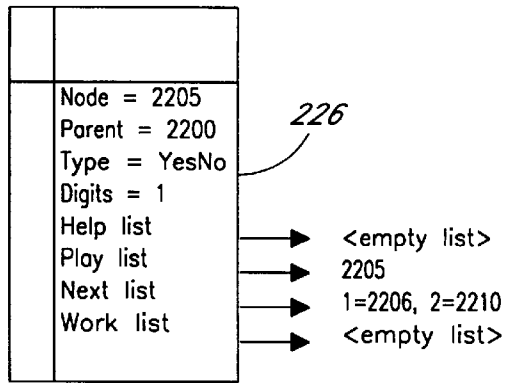 Node = 2205
Parent = 2200
226
Type = YesNo
Digits = 1
Help list
<empty list>
Play list
2205
Next list
1=2206, 2=2210
Work list
<empty list>